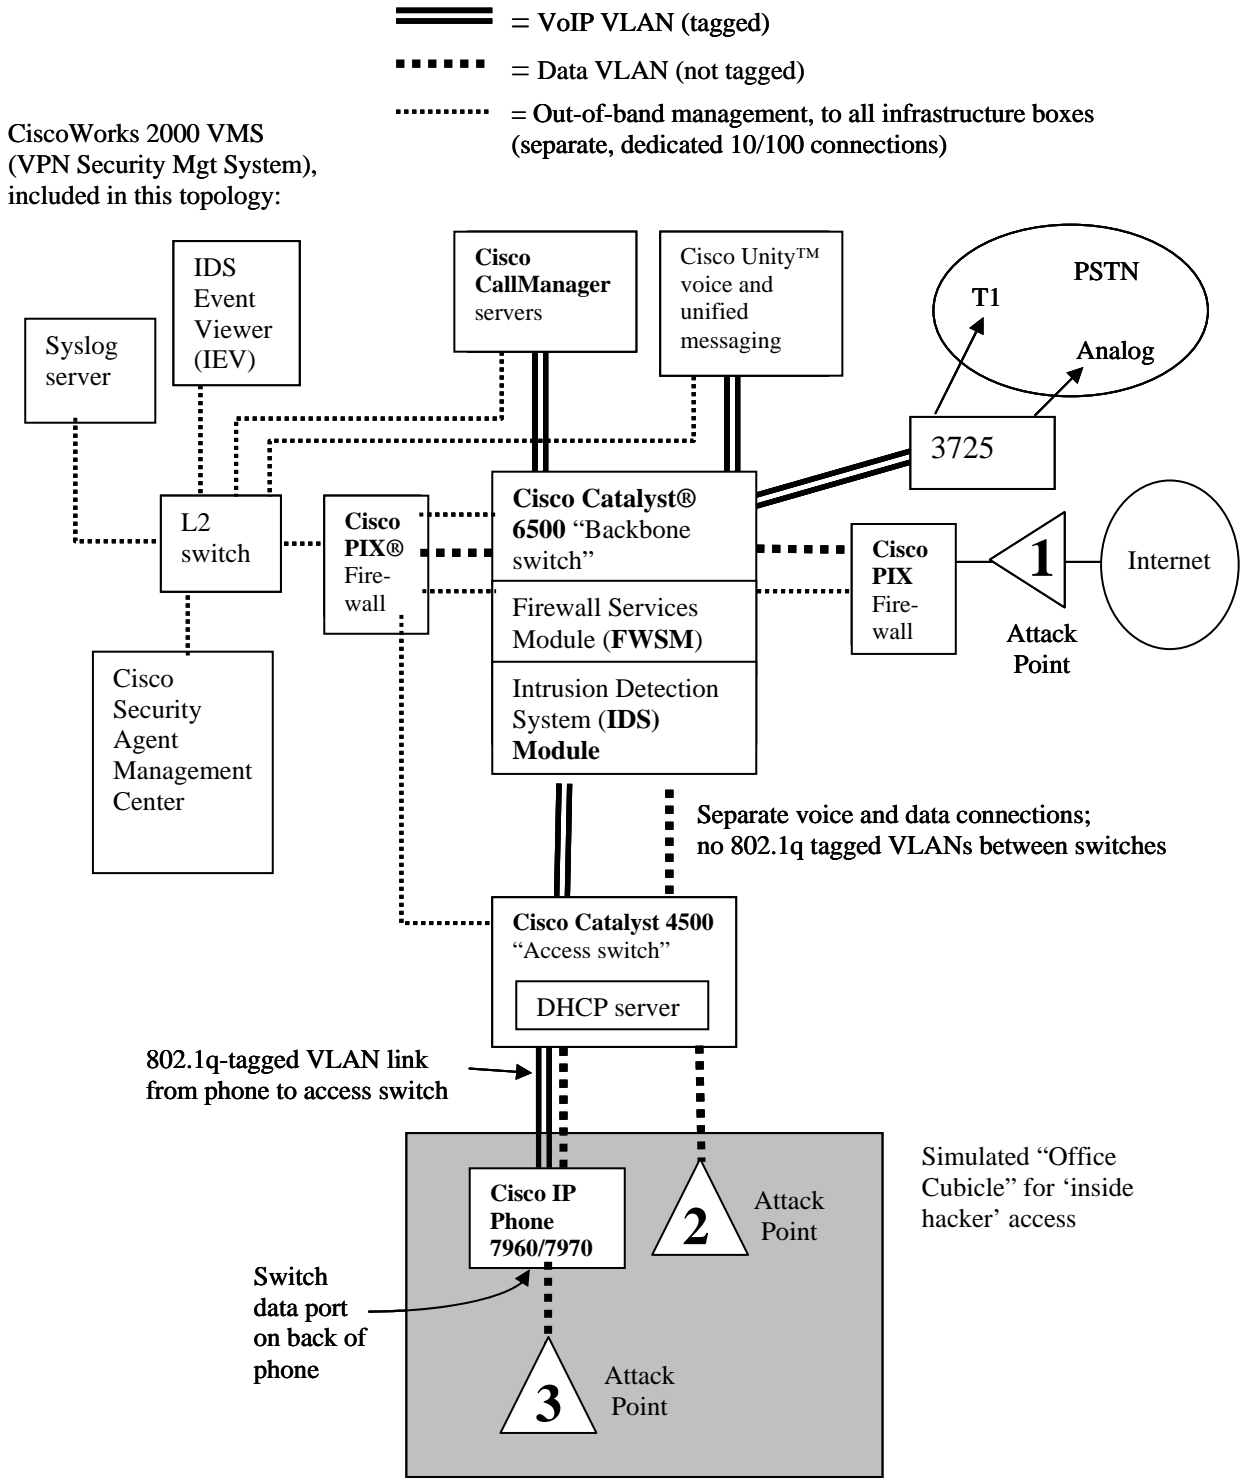 = VoIP VLAN (tagged)
= Data VLAN (not tagged)
= Out-of-band management, to all infrastructure boxes
(separate, dedicated 10/100 connections)
CiscoWorks 2000 VMS
(VPN Security Mgt System),
included in this topology:
Syslog
server
IDS
Event
Viewer
(IEV)
Cisco
CallManager
servers
Cisco Unity™
voice and
unified
messaging
PSTN
T1
Analog
3725
L2
switch
Cisco
PIX®
Fire-
wall
Cisco Catalyst®
6500 “Backbone
switch”
Firewall Services
Module (FWSM)
Intrusion Detection
System (IDS)
Module
Cisco
PIX
Fire-
wall
1
Attack
Point
Internet
Cisco
Security
Agent
Management
Center
Separate voice and data connections;
no 802.1q tagged VLANs between switches
Cisco Catalyst 4500
“Access switch”
DHCP server
802.1q-tagged VLAN link
from phone to access switch
Cisco IP
Phone
7960/7970
2
Attack
Point
Simulated “Office
Cubicle” for ‘inside
hacker’ access
Switch
data port
on back of
phone
3
Attack
Point